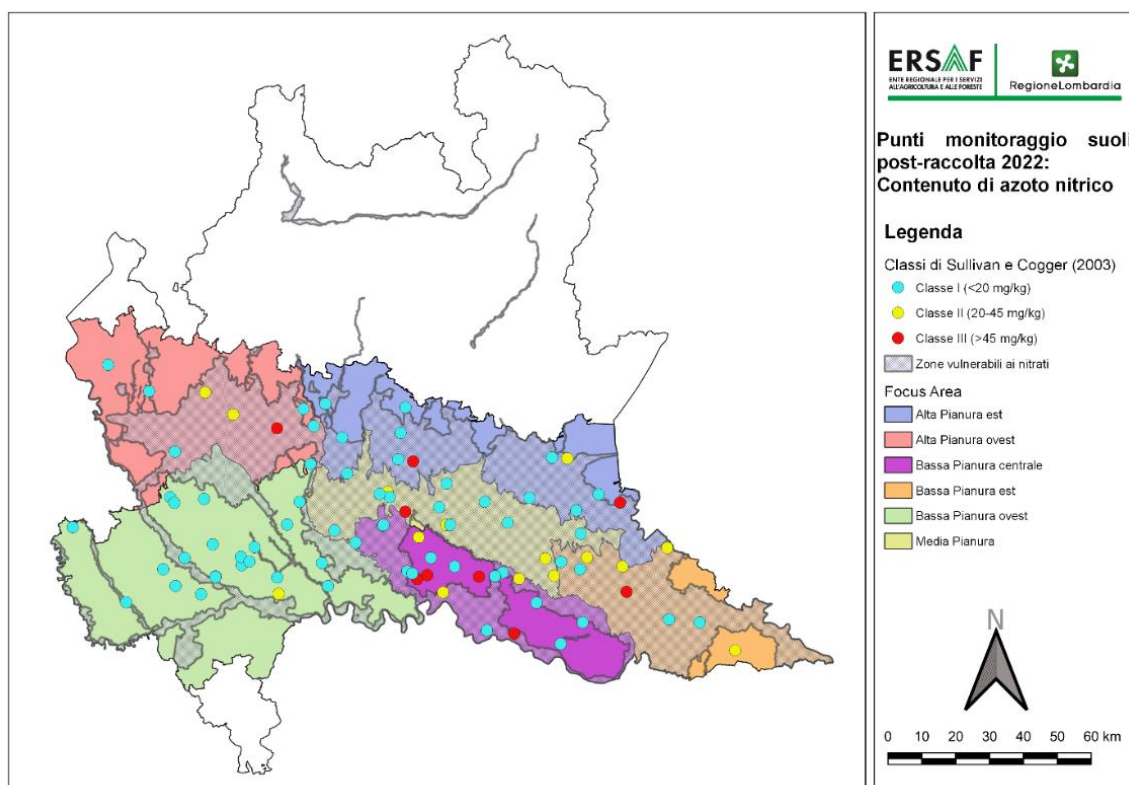 ERSAF
ENTE REGIONALE PER I SERVIZI
ALL'AGRICOLTURA E ALLE FORESTE
RegioneLombardia
Punti monitoraggio suoli
post-raccolta 2022:
Contenuto di azoto nitrico
Legenda
Classi di Sullivan e Cogger (2003)
Classe I (<20 mg/kg)
Classe II (20-45 mg/kg)
Classe III (>45 mg/kg)
Zone vulnerabili ai nitrati
Focus Area
Alta Pianura est
Alta Pianura ovest
Bassa Pianura centrale
Bassa Pianura est
Bassa Pianura ovest
Media Pianura
N
0 10 20 30 40 50 60 km